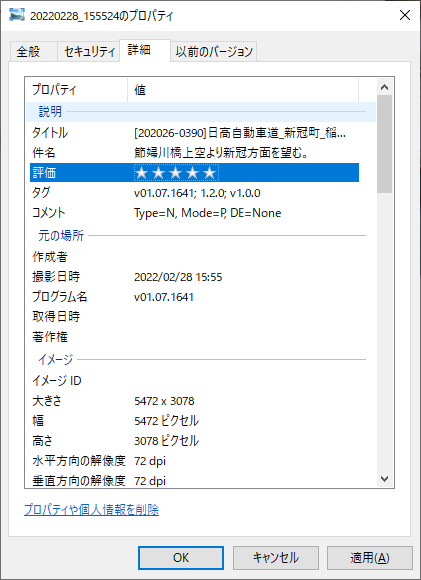 20220228_155524のプロパティ
全般 セキュリティ 詳細 以前のバージョン
プロパティ 値
説明
タイトル [202026-0390]日高自動車道_新冠町_稲...
件名 節婦川橋上空より新冠方面を望む。
評価 ★★★★★
タグ v01.07.1641; 1.2.0; v1.0.0
コメント Type=N, Mode=P, DE=None
元の場所
作成者
撮影日時 2022/02/28 15:55
プログラム名 v01.07.1641
取得日時
著作権
イメージ
イメージ ID
大きさ 5472 x 3078
幅 5472 ピクセル
高さ 3078 ピクセル
水平方向の解像度 72 dpi
垂直方向の解像度 72 dpi
プロパティや個人情報を削除
OK キャンセル 適用(A)